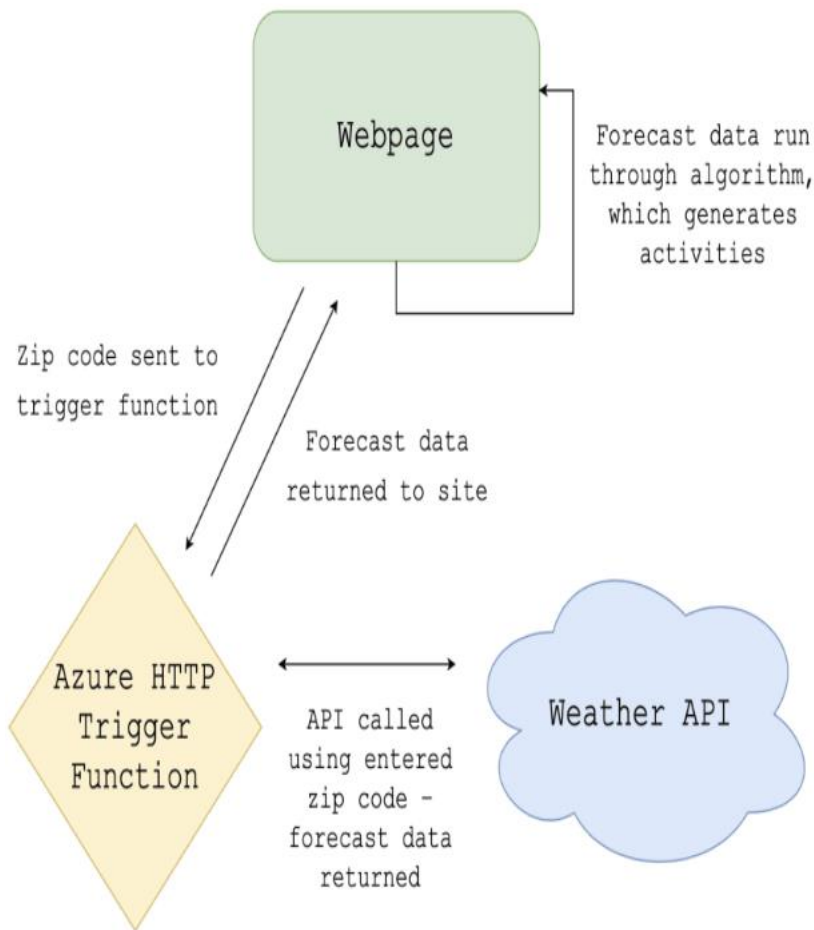 Webpage
Forecast data run
through algorithm,
which generates
activities
Zip code sent to
trigger function
Forecast data
returned to site
Azure HTTP
Trigger
Function
API called
using entered
zip code –
forecast data
returned
Weather API